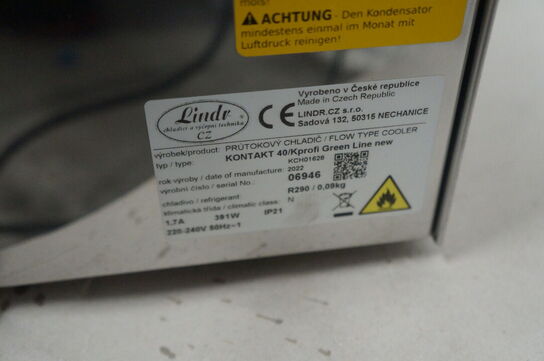 mois!
ACHTUNG - Den Kondensator
mindestens einmal im Monat mit
Luftdruck reinigen!
Lindr
chladicí a výčepní technika
CZ
CE
Vyrobeno v České republice
Made in Czech Republic
LINDR.CZ s.r.o.
Sadová 132, 50315 NECHANICE
výrobek/product: PRŮTOKOVÝ CHLADIČ / FLOW TYPE COOLER
typ / type: KONTAKT 40/Kprofi Green Line new
KCH01628
rok výroby / date of manufacture: 2022
výrobní číslo / serial No.: 06946
chladivo / refrigerant: R290 / 0,09kg
klimatická třída / climatic class: N
1.7A 391W IP21
220-240V 50Hz~1